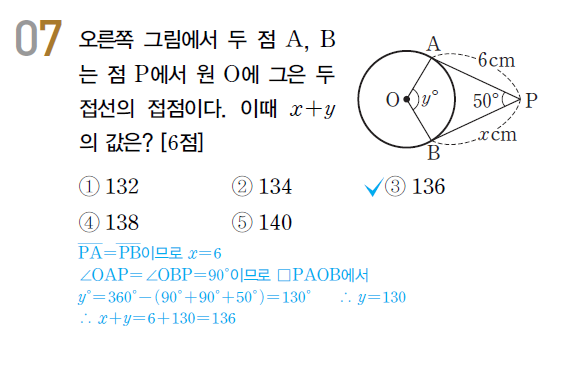 07
오른쪽 그림에서 두 점 A, B
는 점 P에서 원 O에 그은 두
접선의 접점이다. 이때 x+y
의 값은? [6점]
A
6cm
O
y°
50°
P
xcm
B
① 132 ② 134 ③ 136
④ 138 ⑤ 140
PA=PB이므로 x=6
∠OAP=∠OBP=90°이므로 □PAOB에서
y°=360°-(90°+90°+50°)=130° ∴ y=130
∴ x+y=6+130=136